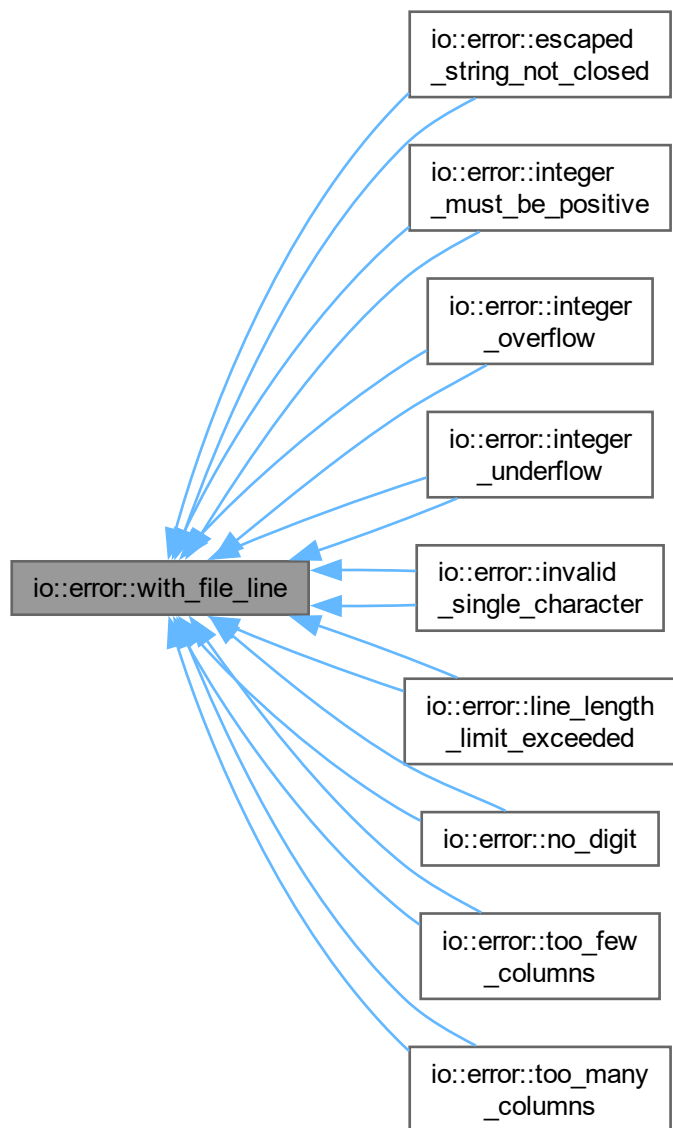 io::error::escaped
_string_not_closed
io::error::integer
_must_be_positive
io::error::integer
_overflow
io::error::integer
_underflow
io::error::with_file_line
io::error::invalid
_single_character
io::error::line_length
_limit_exceeded
io::error::no_digit
io::error::too_few
_columns
io::error::too_many
_columns